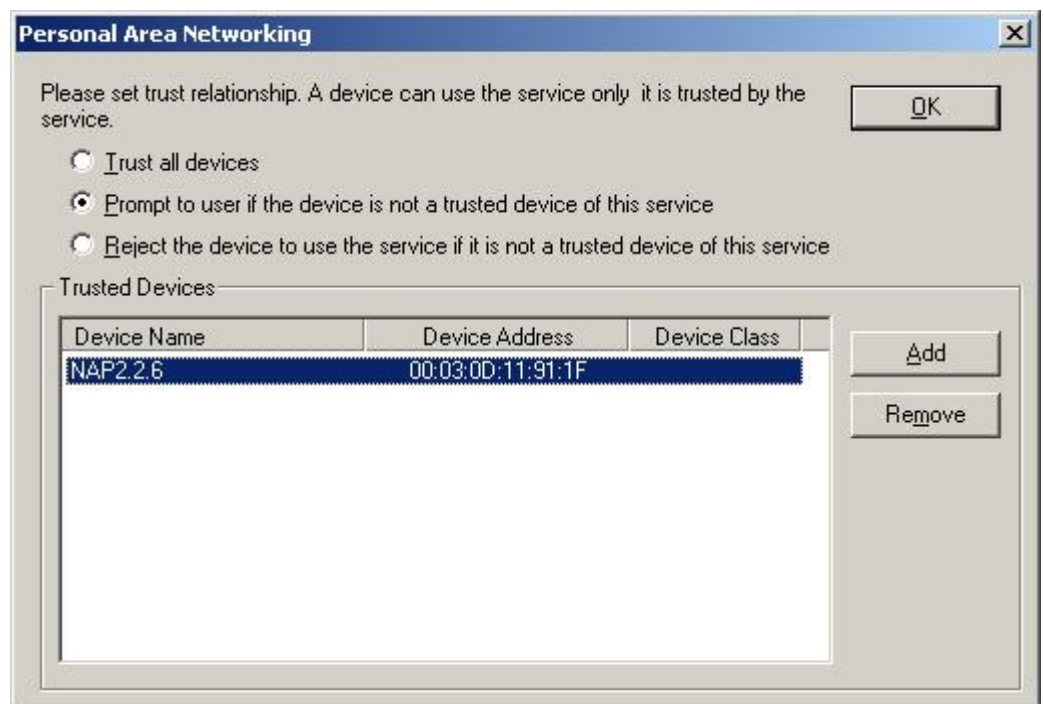 Personal Area Networking
Please set trust relationship. A device can use the service only  it is trusted by the
service.
OK
Trust all devices
Prompt to user if the device is not a trusted device of this service
Reject the device to use the service if it is not a trusted device of this service
Trusted Devices
Device Name Device Address Device Class
NAP2.2.6 00:03:0D:11:91:1F
Add
Remove